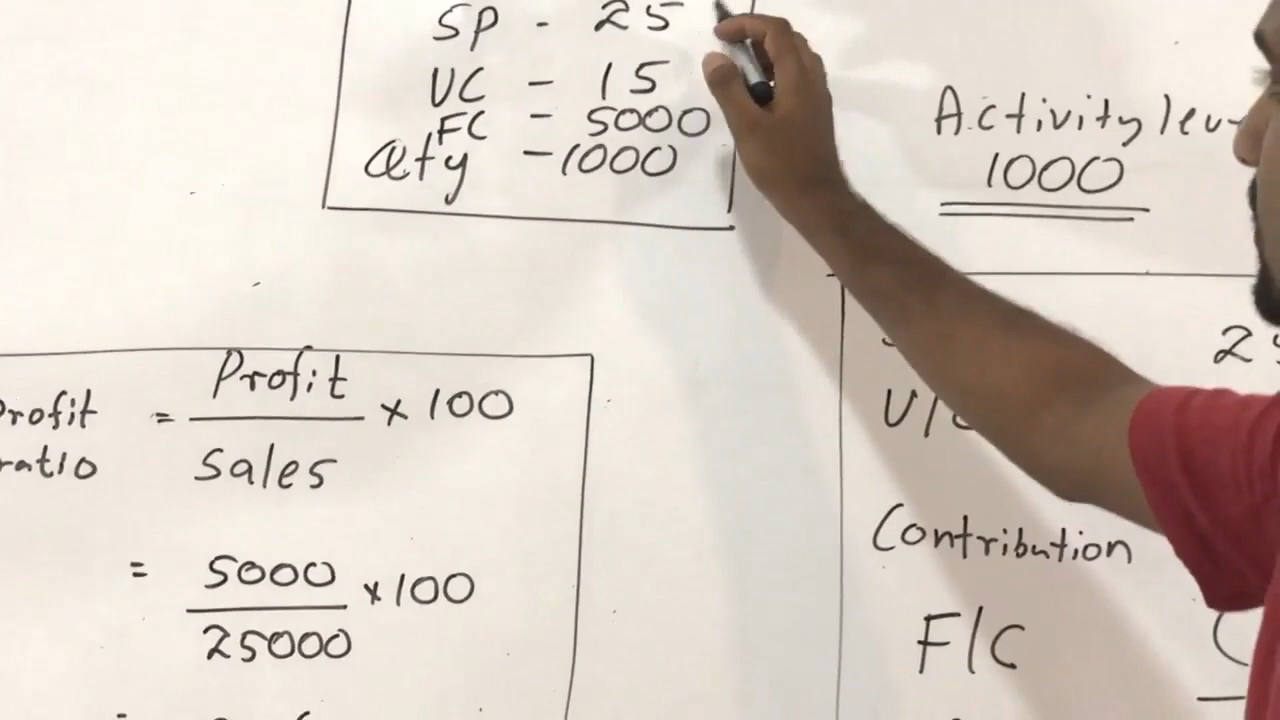 SP - 25
VC - 15
FC - 5000
Qty - 1000
Activity lev
1000
Profit
ratio = Profit / Sales × 100
= 5000 / 25000 × 100
V/C
Contribution
F/C